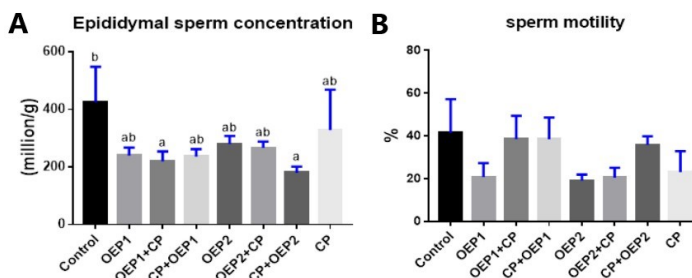 A
Epididymal sperm concentration
(million/g)
600
400
200
0
b
ab
a
ab
ab
ab
a
ab
Control
OEP1
OEP1+CP
CP+OEP1
OEP2
OEP2+CP
CP+OEP2
CP
B
sperm motility
%
80
60
40
20
0
Control
OEP1
OEP1+CP
CP+OEP1
OEP2
OEP2+CP
CP+OEP2
CP